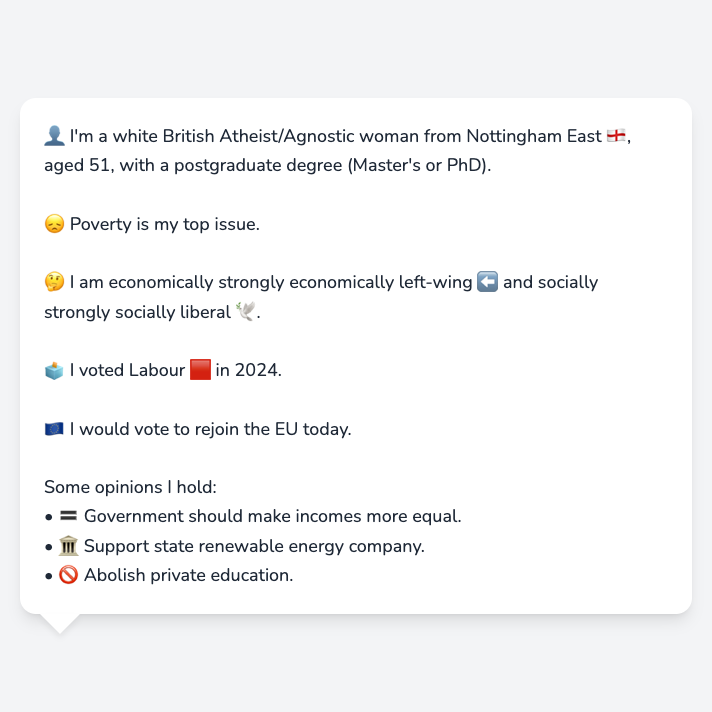 👤 I'm a white British Atheist/Agnostic woman from Nottingham East 🏴󠁧󠁢󠁥󠁮󠁧󠁿,
aged 51, with a postgraduate degree (Master's or PhD).
😞 Poverty is my top issue.
🤔 I am economically strongly economically left-wing ⬅️ and socially
strongly socially liberal 🕊️.
🗳️ I voted Labour 🟥 in 2024.
🇪🇺 I would vote to rejoin the EU today.
Some opinions I hold:
• 🟰 Government should make incomes more equal.
• 🏛️ Support state renewable energy company.
• 🚫 Abolish private education.